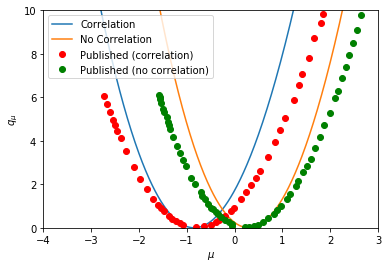 Correlation
No Correlation
Published (correlation)
Published (no correlation)
10
8
6
4
2
0
qμ
−4 −3 −2 −1 0 1 2 3
μ